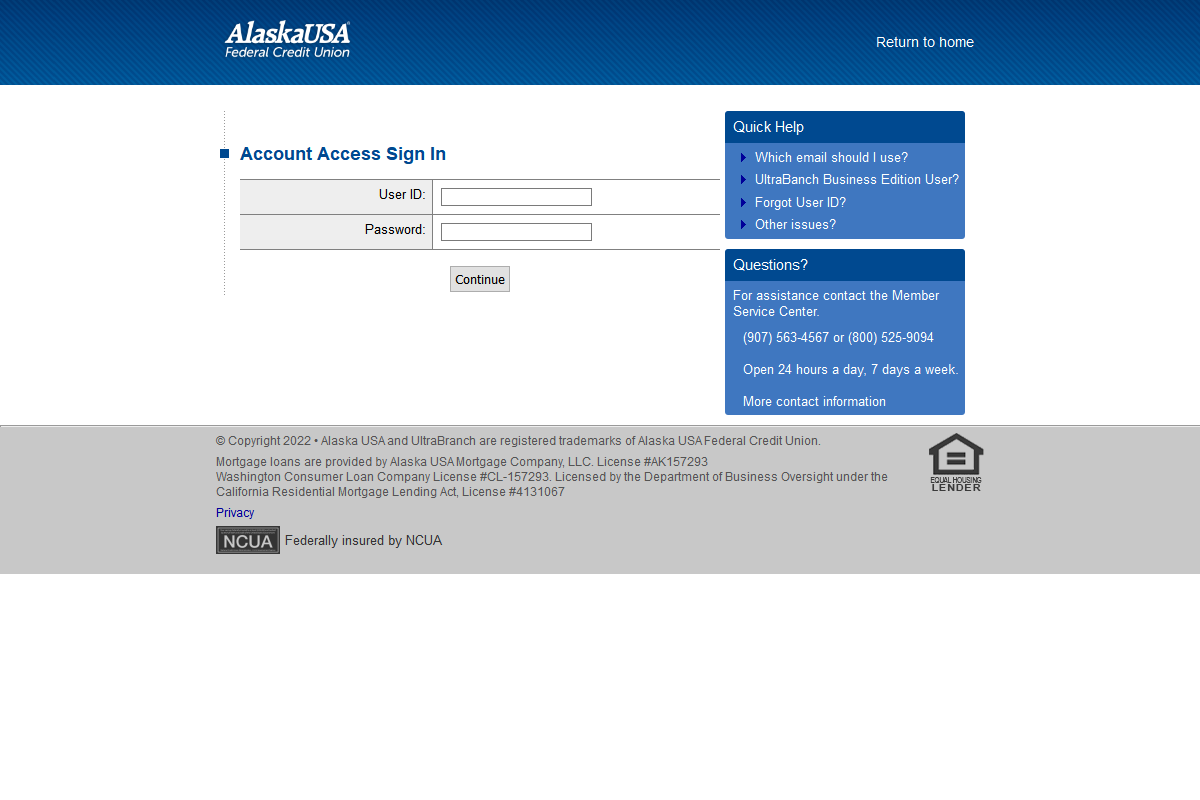 AlaskaUSA
Federal Credit Union
Return to home
Account Access Sign In
User ID:
Password:
Continue
Quick Help
Which email should I use?
UltraBanch Business Edition User?
Forgot User ID?
Other issues?
Questions?
For assistance contact the Member
Service Center.
(907) 563-4567 or (800) 525-9094
Open 24 hours a day, 7 days a week.
More contact information
© Copyright 2022 • Alaska USA and UltraBranch are registered trademarks of Alaska USA Federal Credit Union.
Mortgage loans are provided by Alaska USA Mortgage Company, LLC. License #AK157293
Washington Consumer Loan Company License #CL-157293. Licensed by the Department of Business Oversight under the
California Residential Mortgage Lending Act, License #4131067
Privacy
NCUA Federally insured by NCUA
EQUAL HOUSING
LENDER